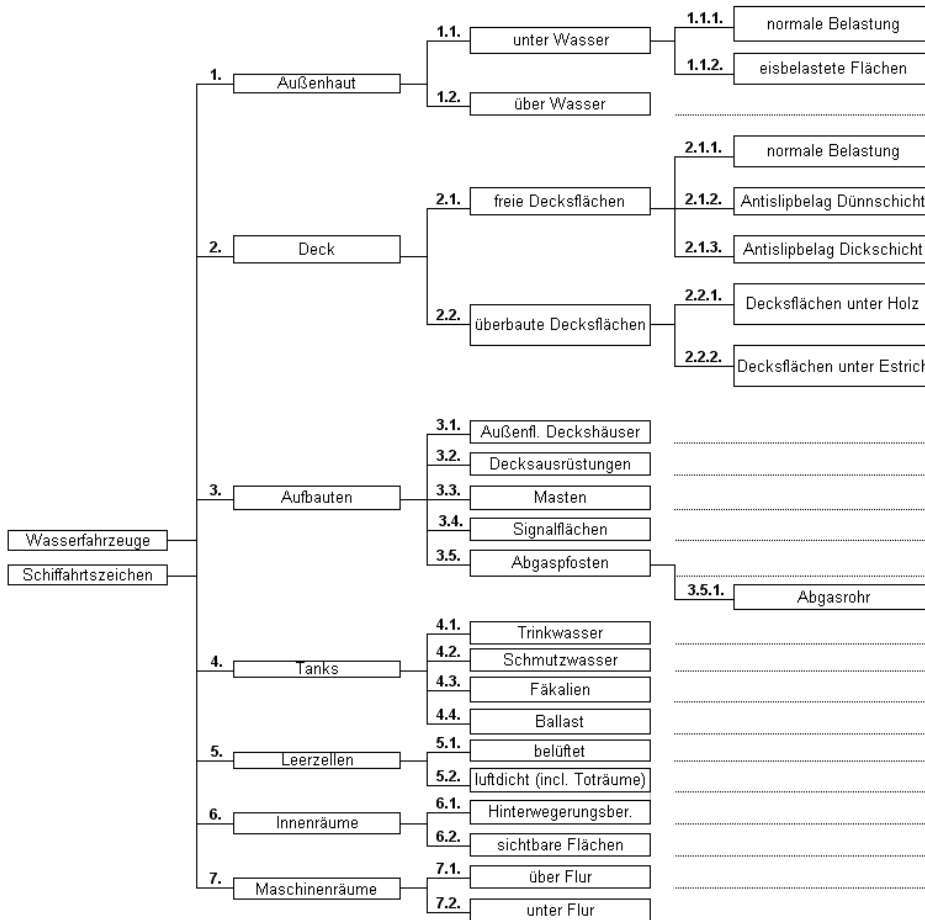 Wasserfahrzeuge
Schiffahrtszeichen
1. Außenhaut
1.1. unter Wasser
1.1.1. normale Belastung
1.1.2. eisbelastete Flächen
1.2. über Wasser
2. Deck
2.1. freie Decksflächen
2.1.1. normale Belastung
2.1.2. Antislipbelag Dünnschicht
2.1.3. Antislipbelag Dickschicht
2.2. überbaute Decksflächen
2.2.1. Decksflächen unter Holz
2.2.2. Decksflächen unter Estrich
3. Aufbauten
3.1. Außenfl. Deckshäuser
3.2. Decksausrüstungen
3.3. Masten
3.4. Signalflächen
3.5. Abgaspfosten
3.5.1. Abgasrohr
4. Tanks
4.1. Trinkwasser
4.2. Schmutzwasser
4.3. Fäkalien
4.4. Ballast
5. Leerzellen
5.1. belüftet
5.2. luftdicht (incl. Toträume)
6. Innenräume
6.1. Hinterwegerungsber.
6.2. sichtbare Flächen
7. Maschinenräume
7.1. über Flur
7.2. unter Flur